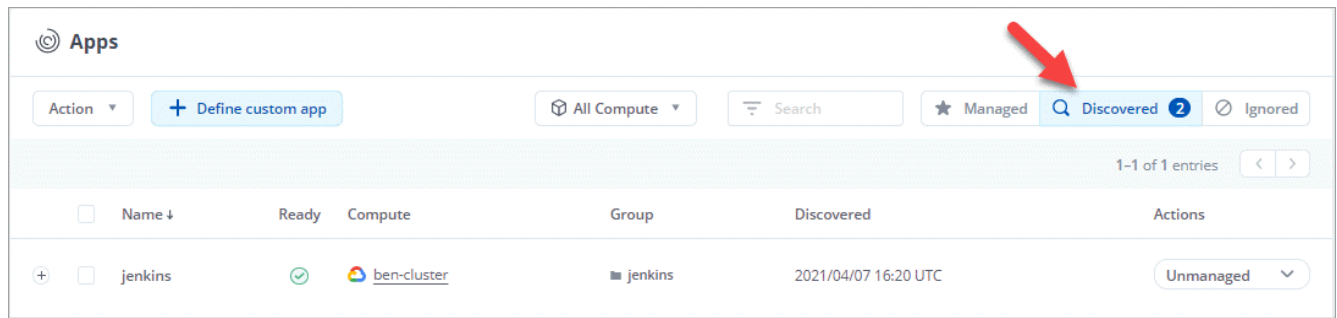 Apps
Action + Define custom app All Compute Search Managed Discovered 2 Ignored
1–1 of 1 entries < >
Name ↓ Ready Compute Group Discovered Actions
jenkins ben-cluster jenkins 2021/04/07 16:20 UTC Unmanaged